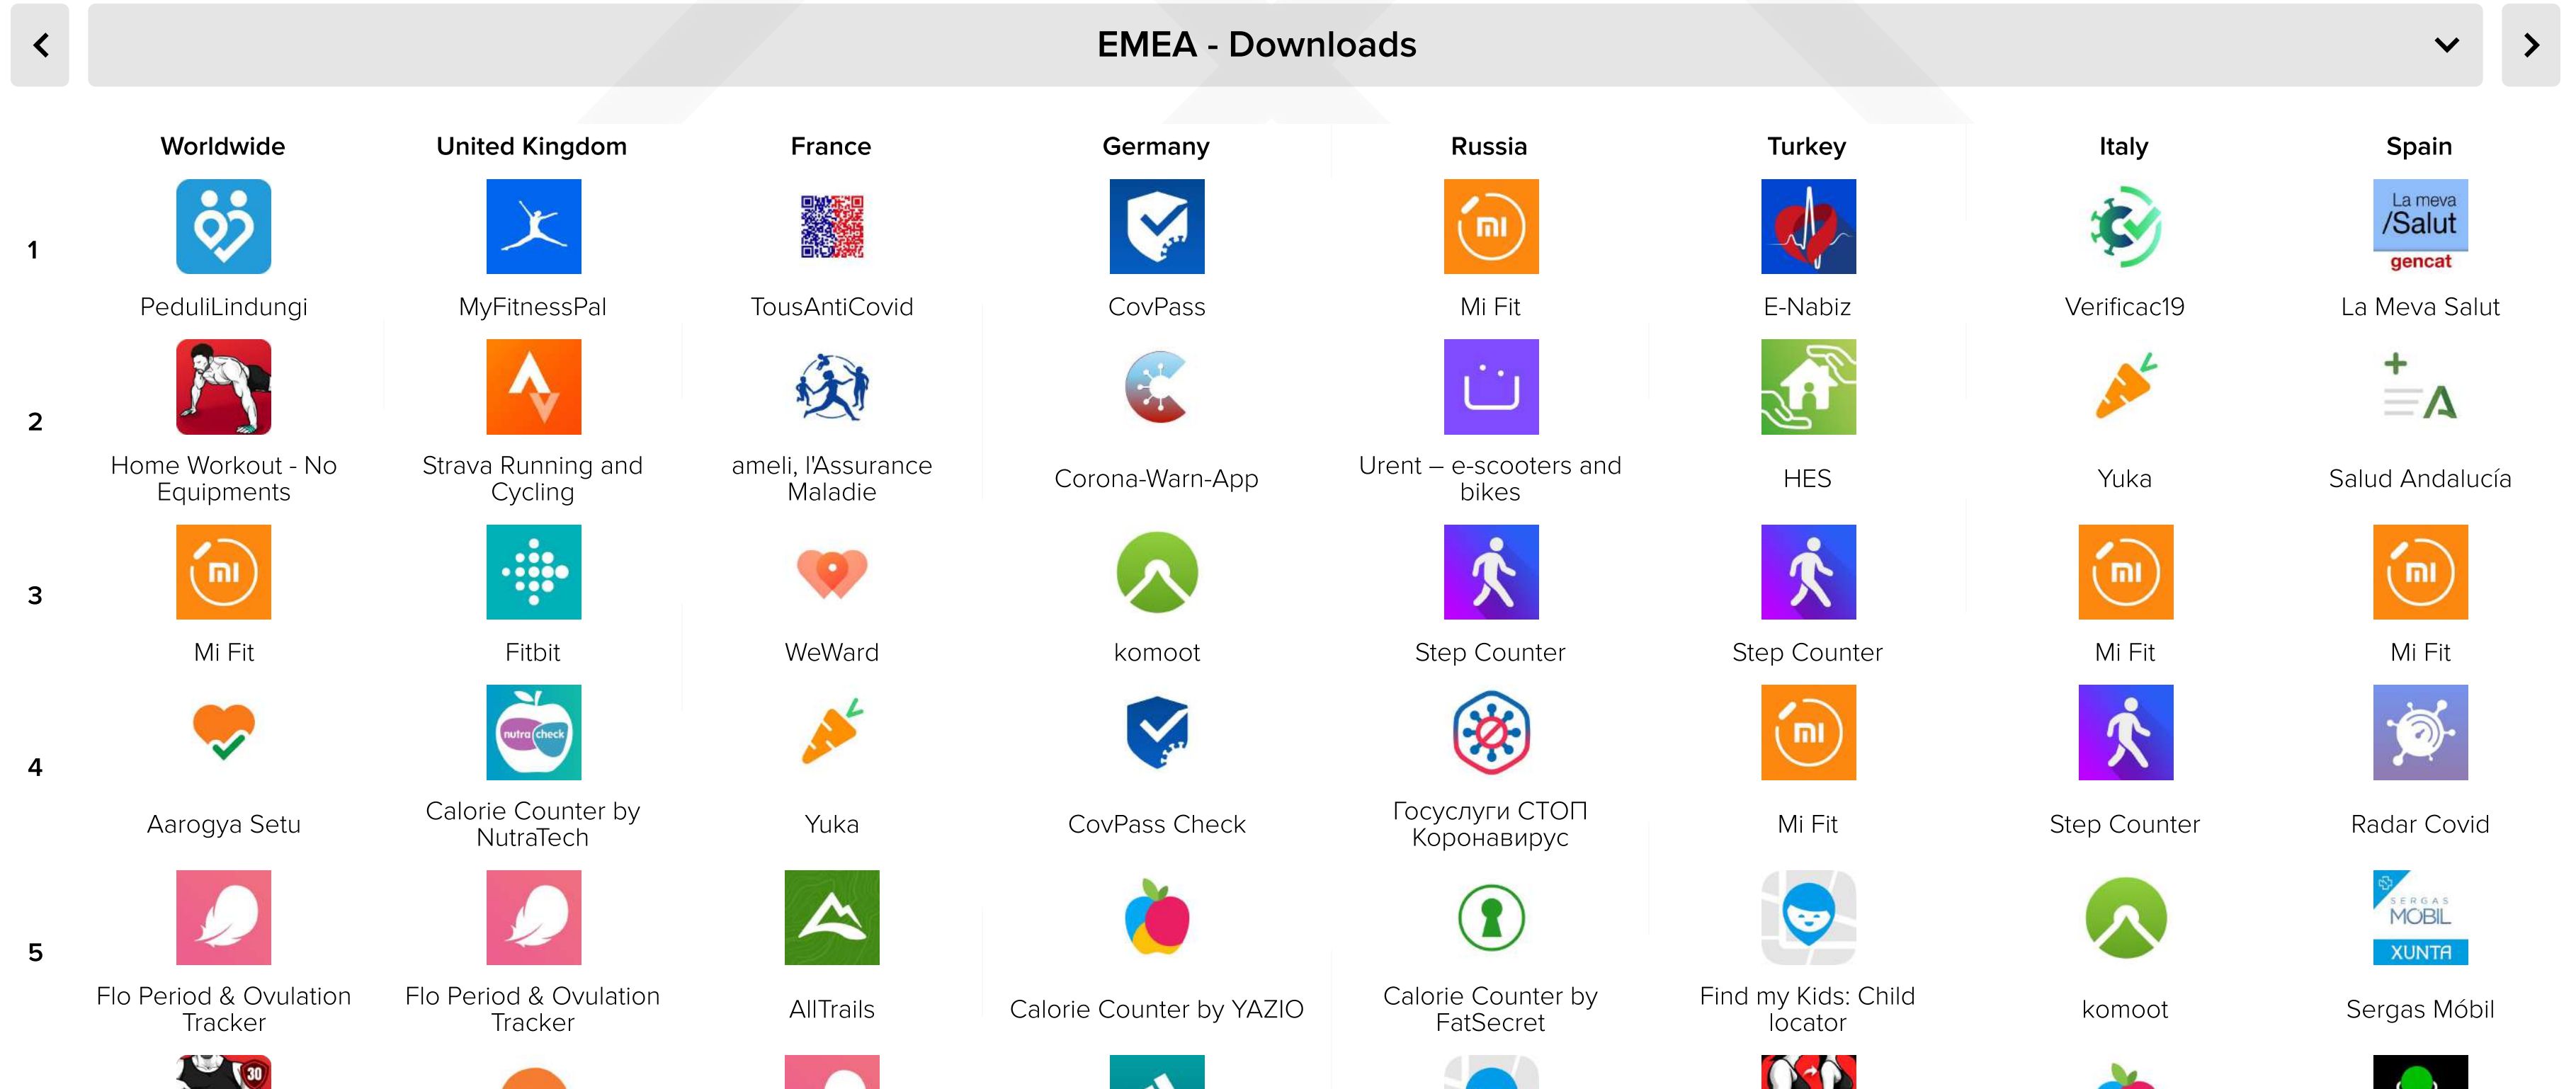 EMEA - Downloads
Worldwide United Kingdom France Germany Russia Turkey Italy Spain
1
mi
La meva
/Salut
gencat
PeduliLindungi MyFitnessPal TousAntiCovid CovPass Mi Fit E-Nabiz Verificac19 La Meva Salut
2
A
Home Workout - No Equipments
Strava Running and Cycling
ameli, l'Assurance Maladie
Corona-Warn-App
Urent – e-scooters and bikes
HES
Yuka
Salud Andalucía
3
mi
mi
mi
Mi Fit Fitbit WeWard komoot Step Counter Step Counter Mi Fit Mi Fit
4
nutra check
mi
Aarogya Setu
Calorie Counter by NutraTech
Yuka
CovPass Check
Госуслуги СТОП Коронавирус
Mi Fit
Step Counter
Radar Covid
5
SERGAS
MÓBIL
XUNTA
Flo Period & Ovulation Tracker
Flo Period & Ovulation Tracker
AllTrails
Calorie Counter by YAZIO
Calorie Counter by FatSecret
Find my Kids: Child locator
komoot
Sergas Móbil
30